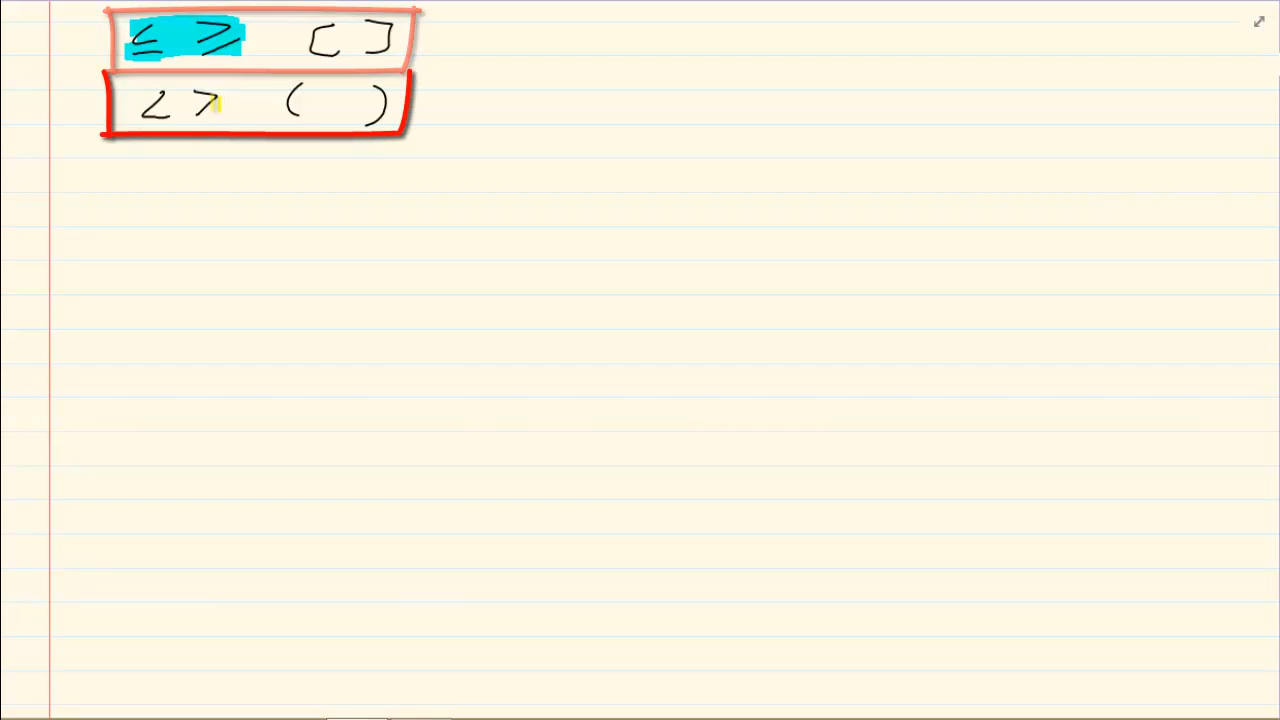 ≤ ≥ [ ]
< > ( )